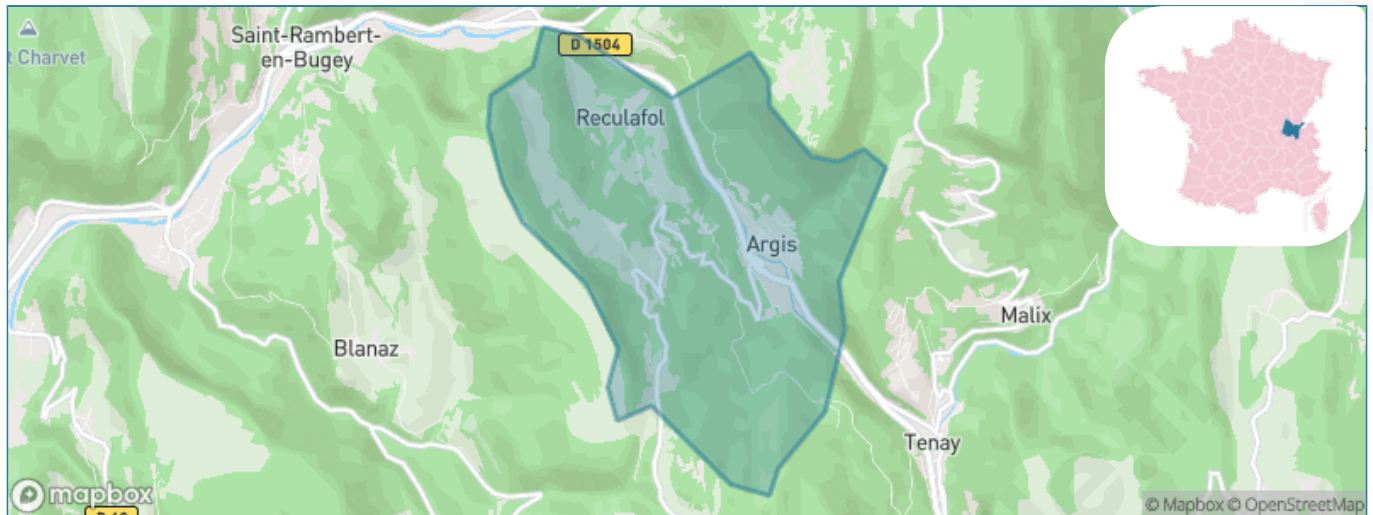 Saint-Rambert-
en-Bugey
D 1504
t Charvet
Reculafol
Argis
Malix
Blanaz
Tenay
mapbox
© Mapbox © OpenStreetMap